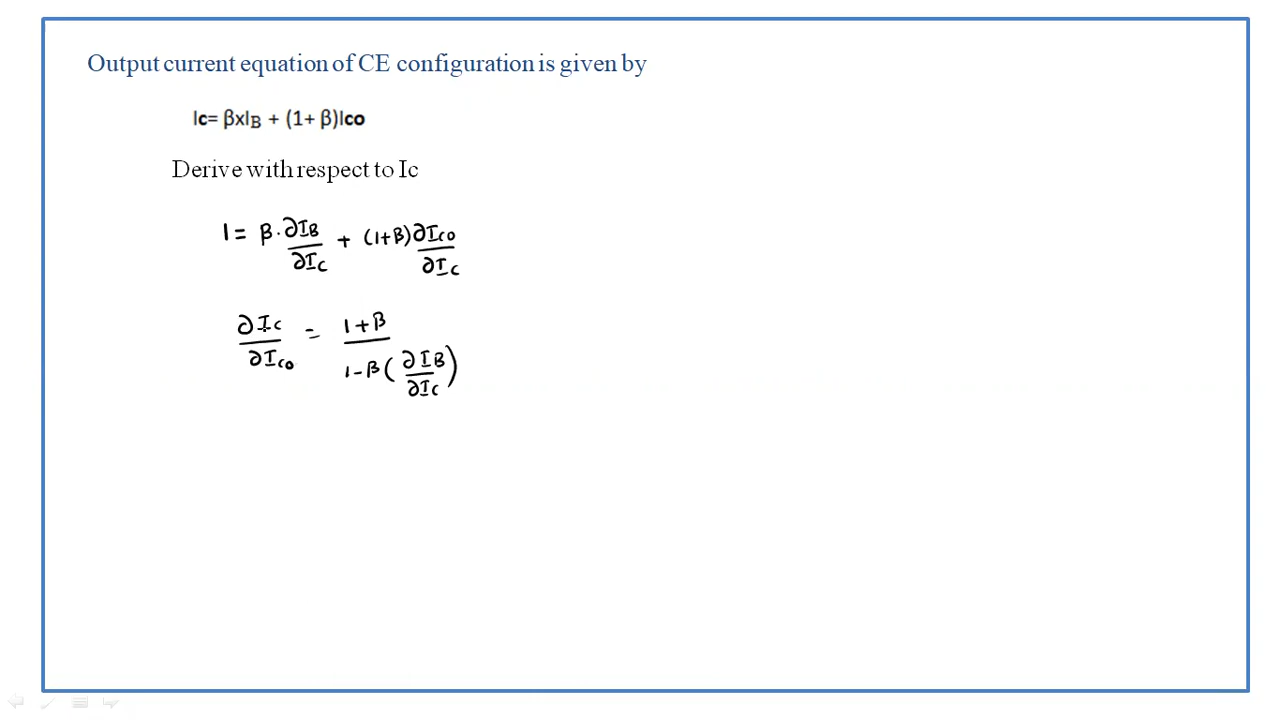 Output current equation of CE configuration is given by
Ic= βxIB + (1+ β)Ico
Derive with respect to Ic
1 = β · ∂IB/∂IC + (1+β) ∂ICO/∂IC
∂IC/∂ICO = 1+β / 1-β(∂IB/∂IC)